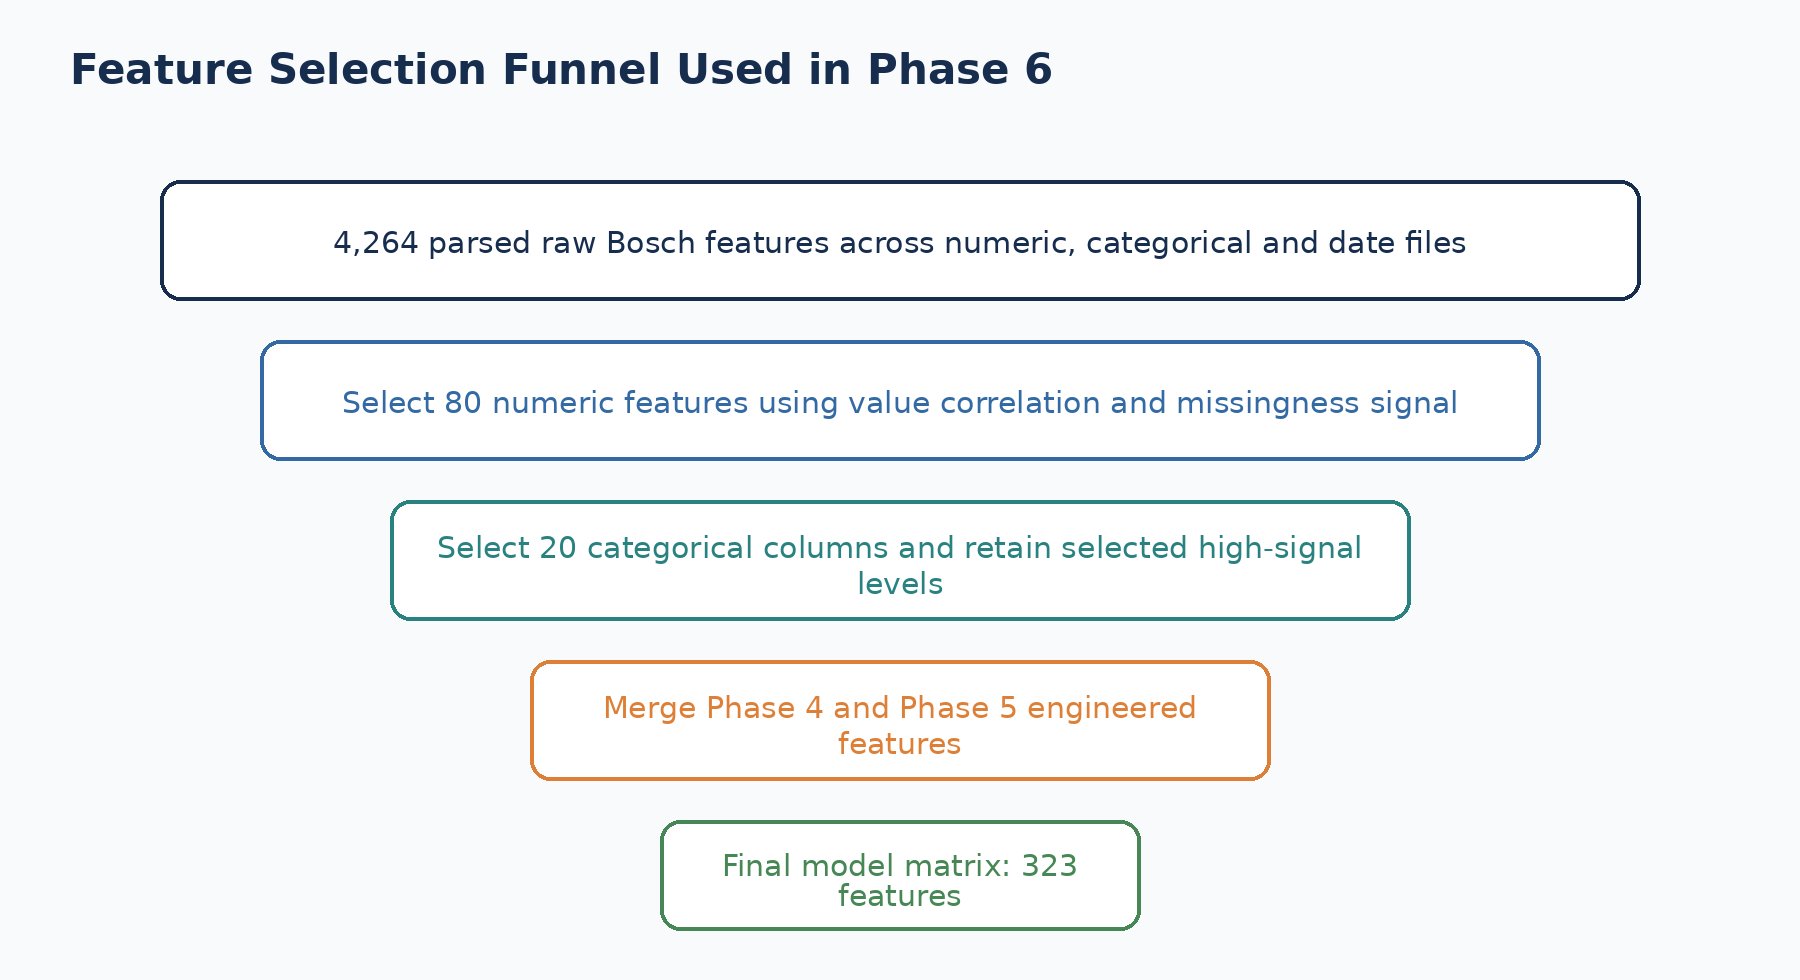 Feature Selection Funnel Used in Phase 6
4,264 parsed raw Bosch features across numeric, categorical and date files
Select 80 numeric features using value correlation and missingness signal
Select 20 categorical columns and retain selected high-signal
levels
Merge Phase 4 and Phase 5 engineered
features
Final model matrix: 323
features